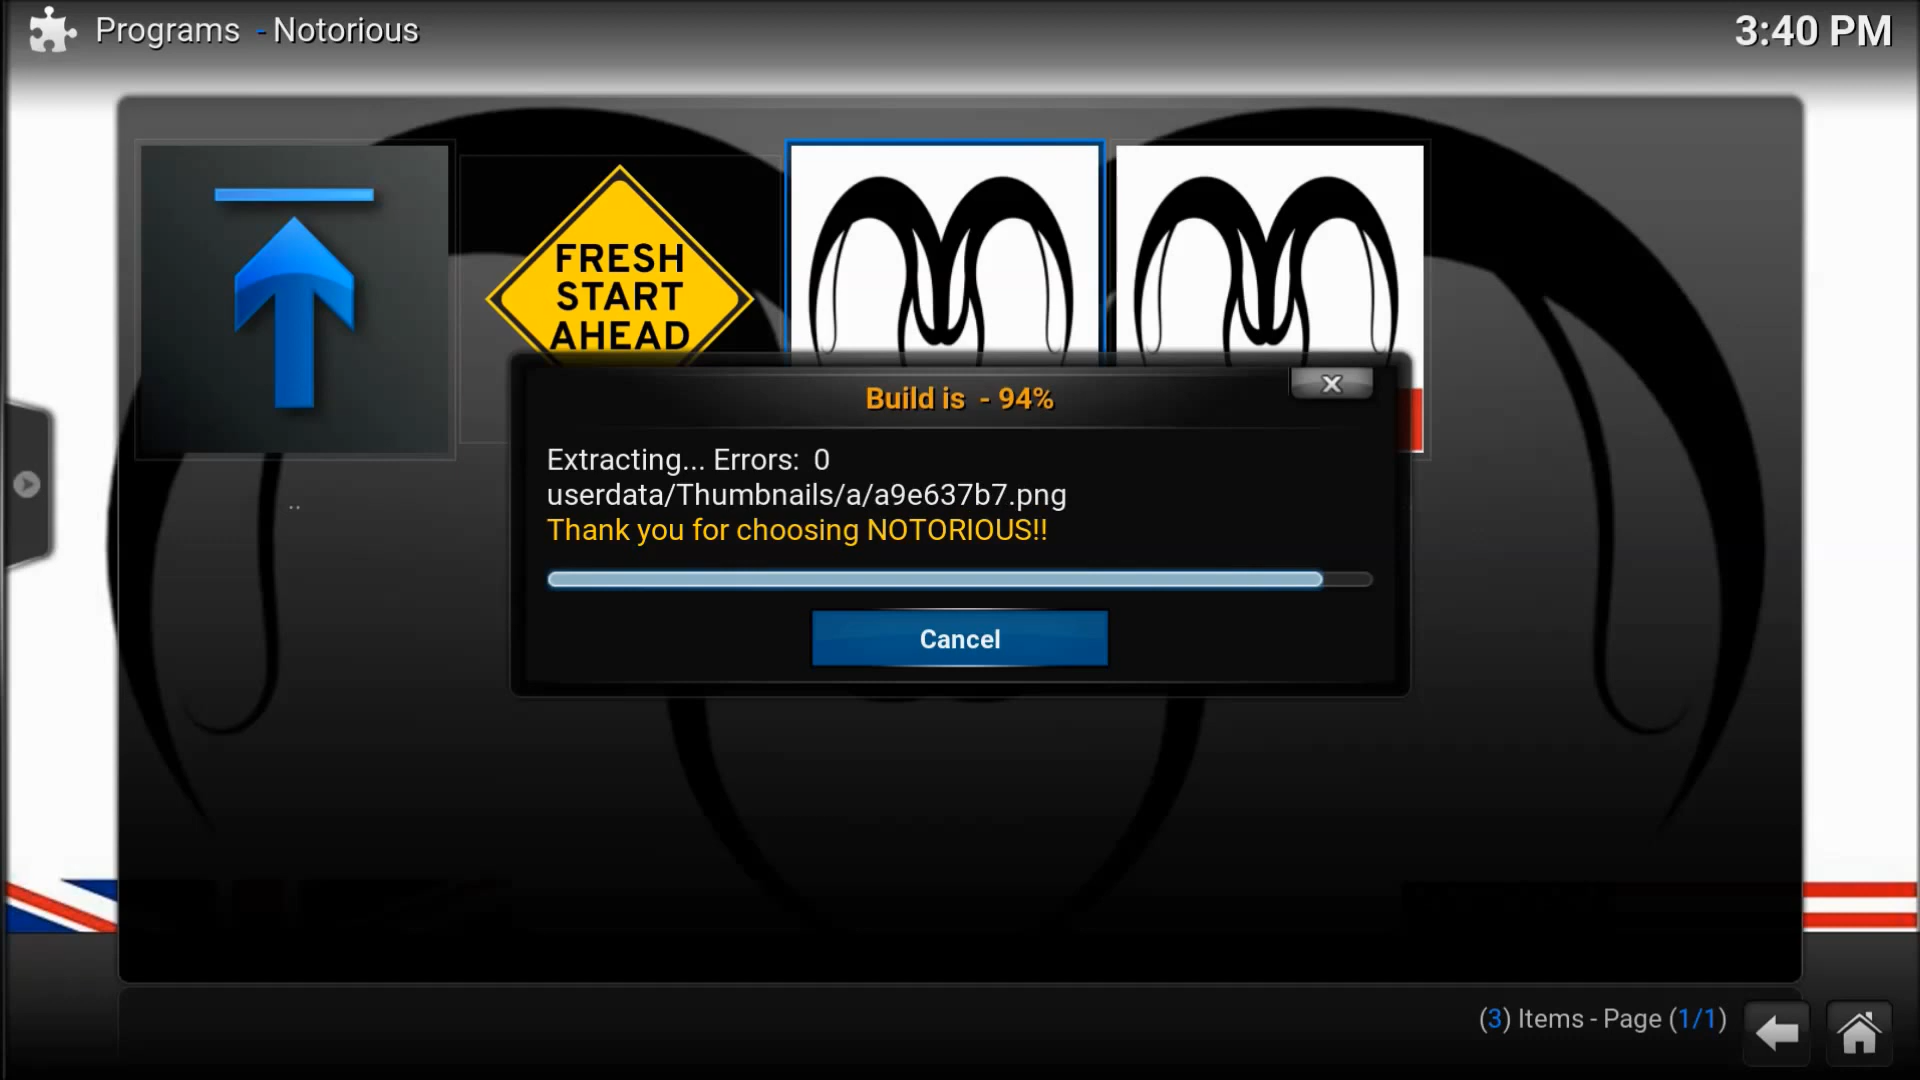 Programs - Notorious
3:40 PM
FRESH
START
AHEAD
Build is - 94%
Extracting... Errors: 0
userdata/Thumbnails/a/a9e637b7.png
Thank you for choosing NOTORIOUS!!
Cancel
..
(3) Items - Page (1/1)